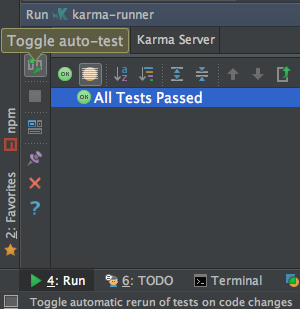 Run karma-runner
Toggle auto-test
Karma Server
OK
OK All Tests Passed
npm
2: Favorites
4: Run
6: TODO
Terminal
Toggle automatic rerun of tests on code changes